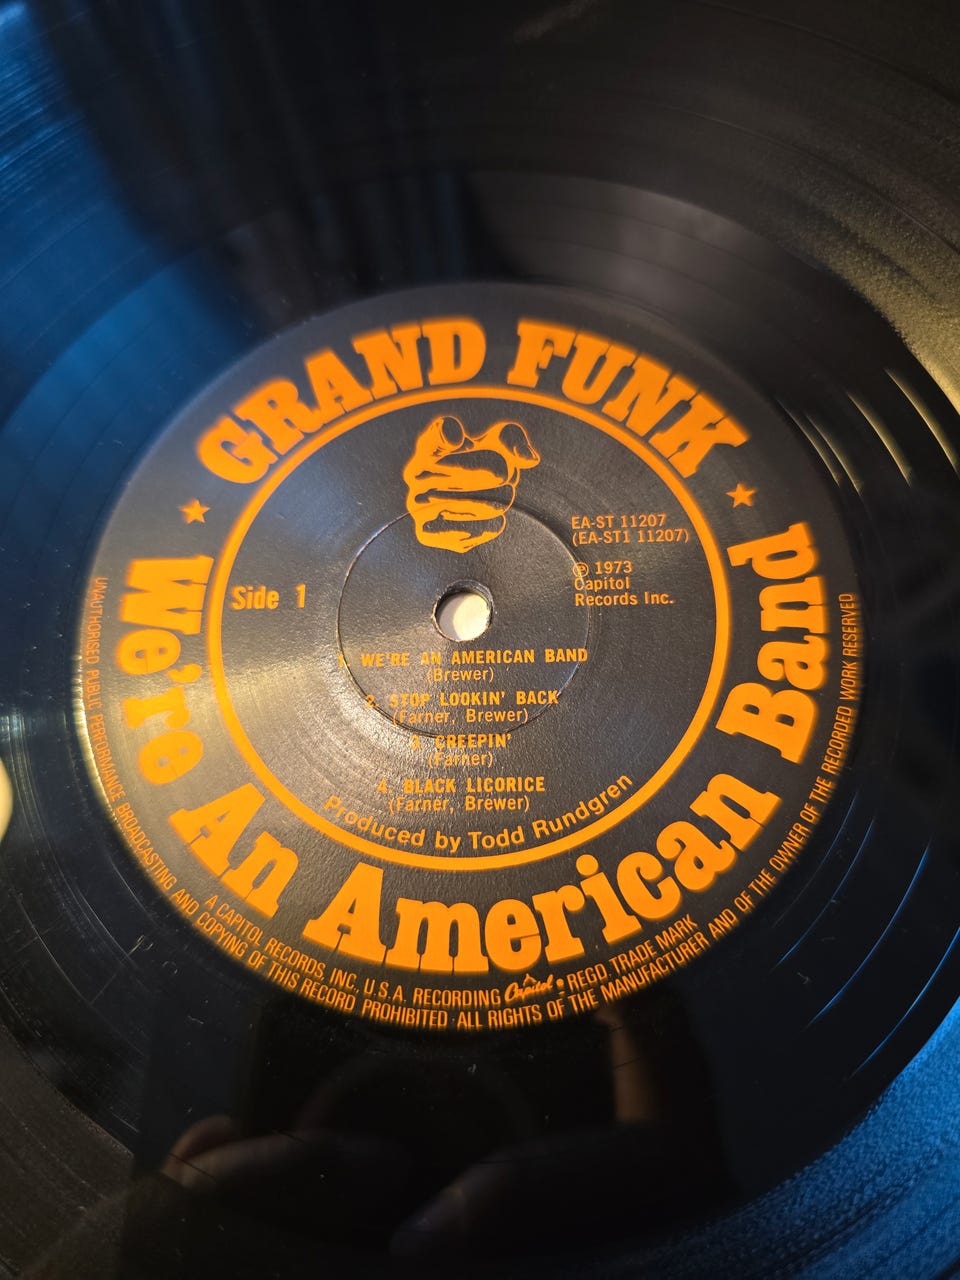 GRAND FUNK
EA-ST 11207
(EA-ST1 11207)
Ⓟ 1973
Capitol
Records Inc.
Side 1
1. WE'RE AN AMERICAN BAND
(Brewer)
2. STOP LOOKIN' BACK
(Farner, Brewer)
3. CREEPIN'
(Farner)
4. BLACK LICORICE
(Farner, Brewer)
Produced by Todd Rundgren
We're An American Band
A CAPITOL RECORDS, INC., U.S.A. RECORDING Capitol • REGD. TRADE MARK
UNAUTHORISED PUBLIC PERFORMANCE BROADCASTING AND COPYING OF THIS RECORD PROHIBITED · ALL RIGHTS OF THE MANUFACTURER AND OF THE OWNER OF THE RECORDED WORK RESERVED